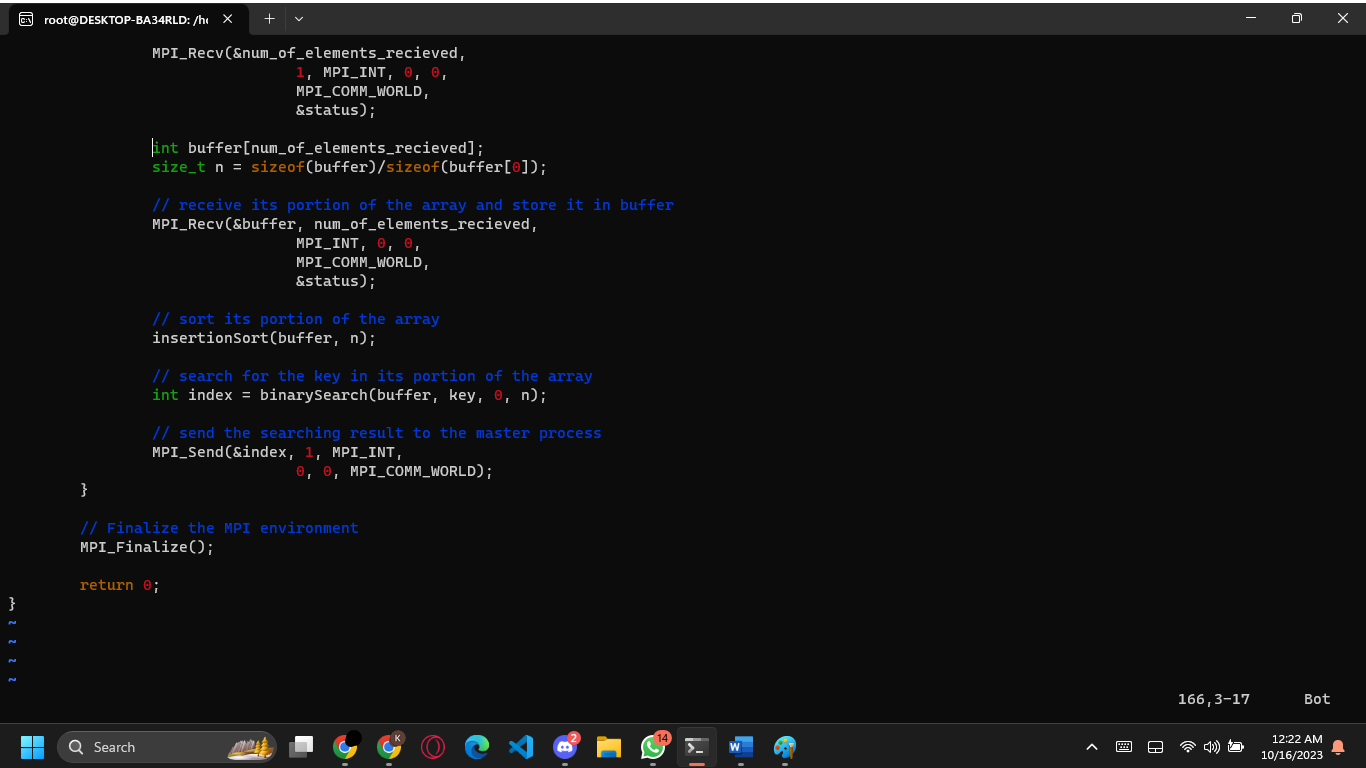 root@DESKTOP-BA34RLD: /h
MPI_Recv(&num_of_elements_recieved,
1, MPI_INT, 0, 0,
MPI_COMM_WORLD,
&status);
int buffer[num_of_elements_recieved];
size_t n = sizeof(buffer)/sizeof(buffer[0]);
// receive its portion of the array and store it in buffer
MPI_Recv(&buffer, num_of_elements_recieved,
MPI_INT, 0, 0,
MPI_COMM_WORLD,
&status);
// sort its portion of the array
insertionSort(buffer, n);
// search for the key in its portion of the array
int index = binarySearch(buffer, key, 0, n);
// send the searching result to the master process
MPI_Send(&index, 1, MPI_INT,
0, 0, MPI_COMM_WORLD);
}
// Finalize the MPI environment
MPI_Finalize();
return 0;
}
~
~
~
~
166,3-17 Bot
Search
K
2
14
12:22 AM
10/16/2023